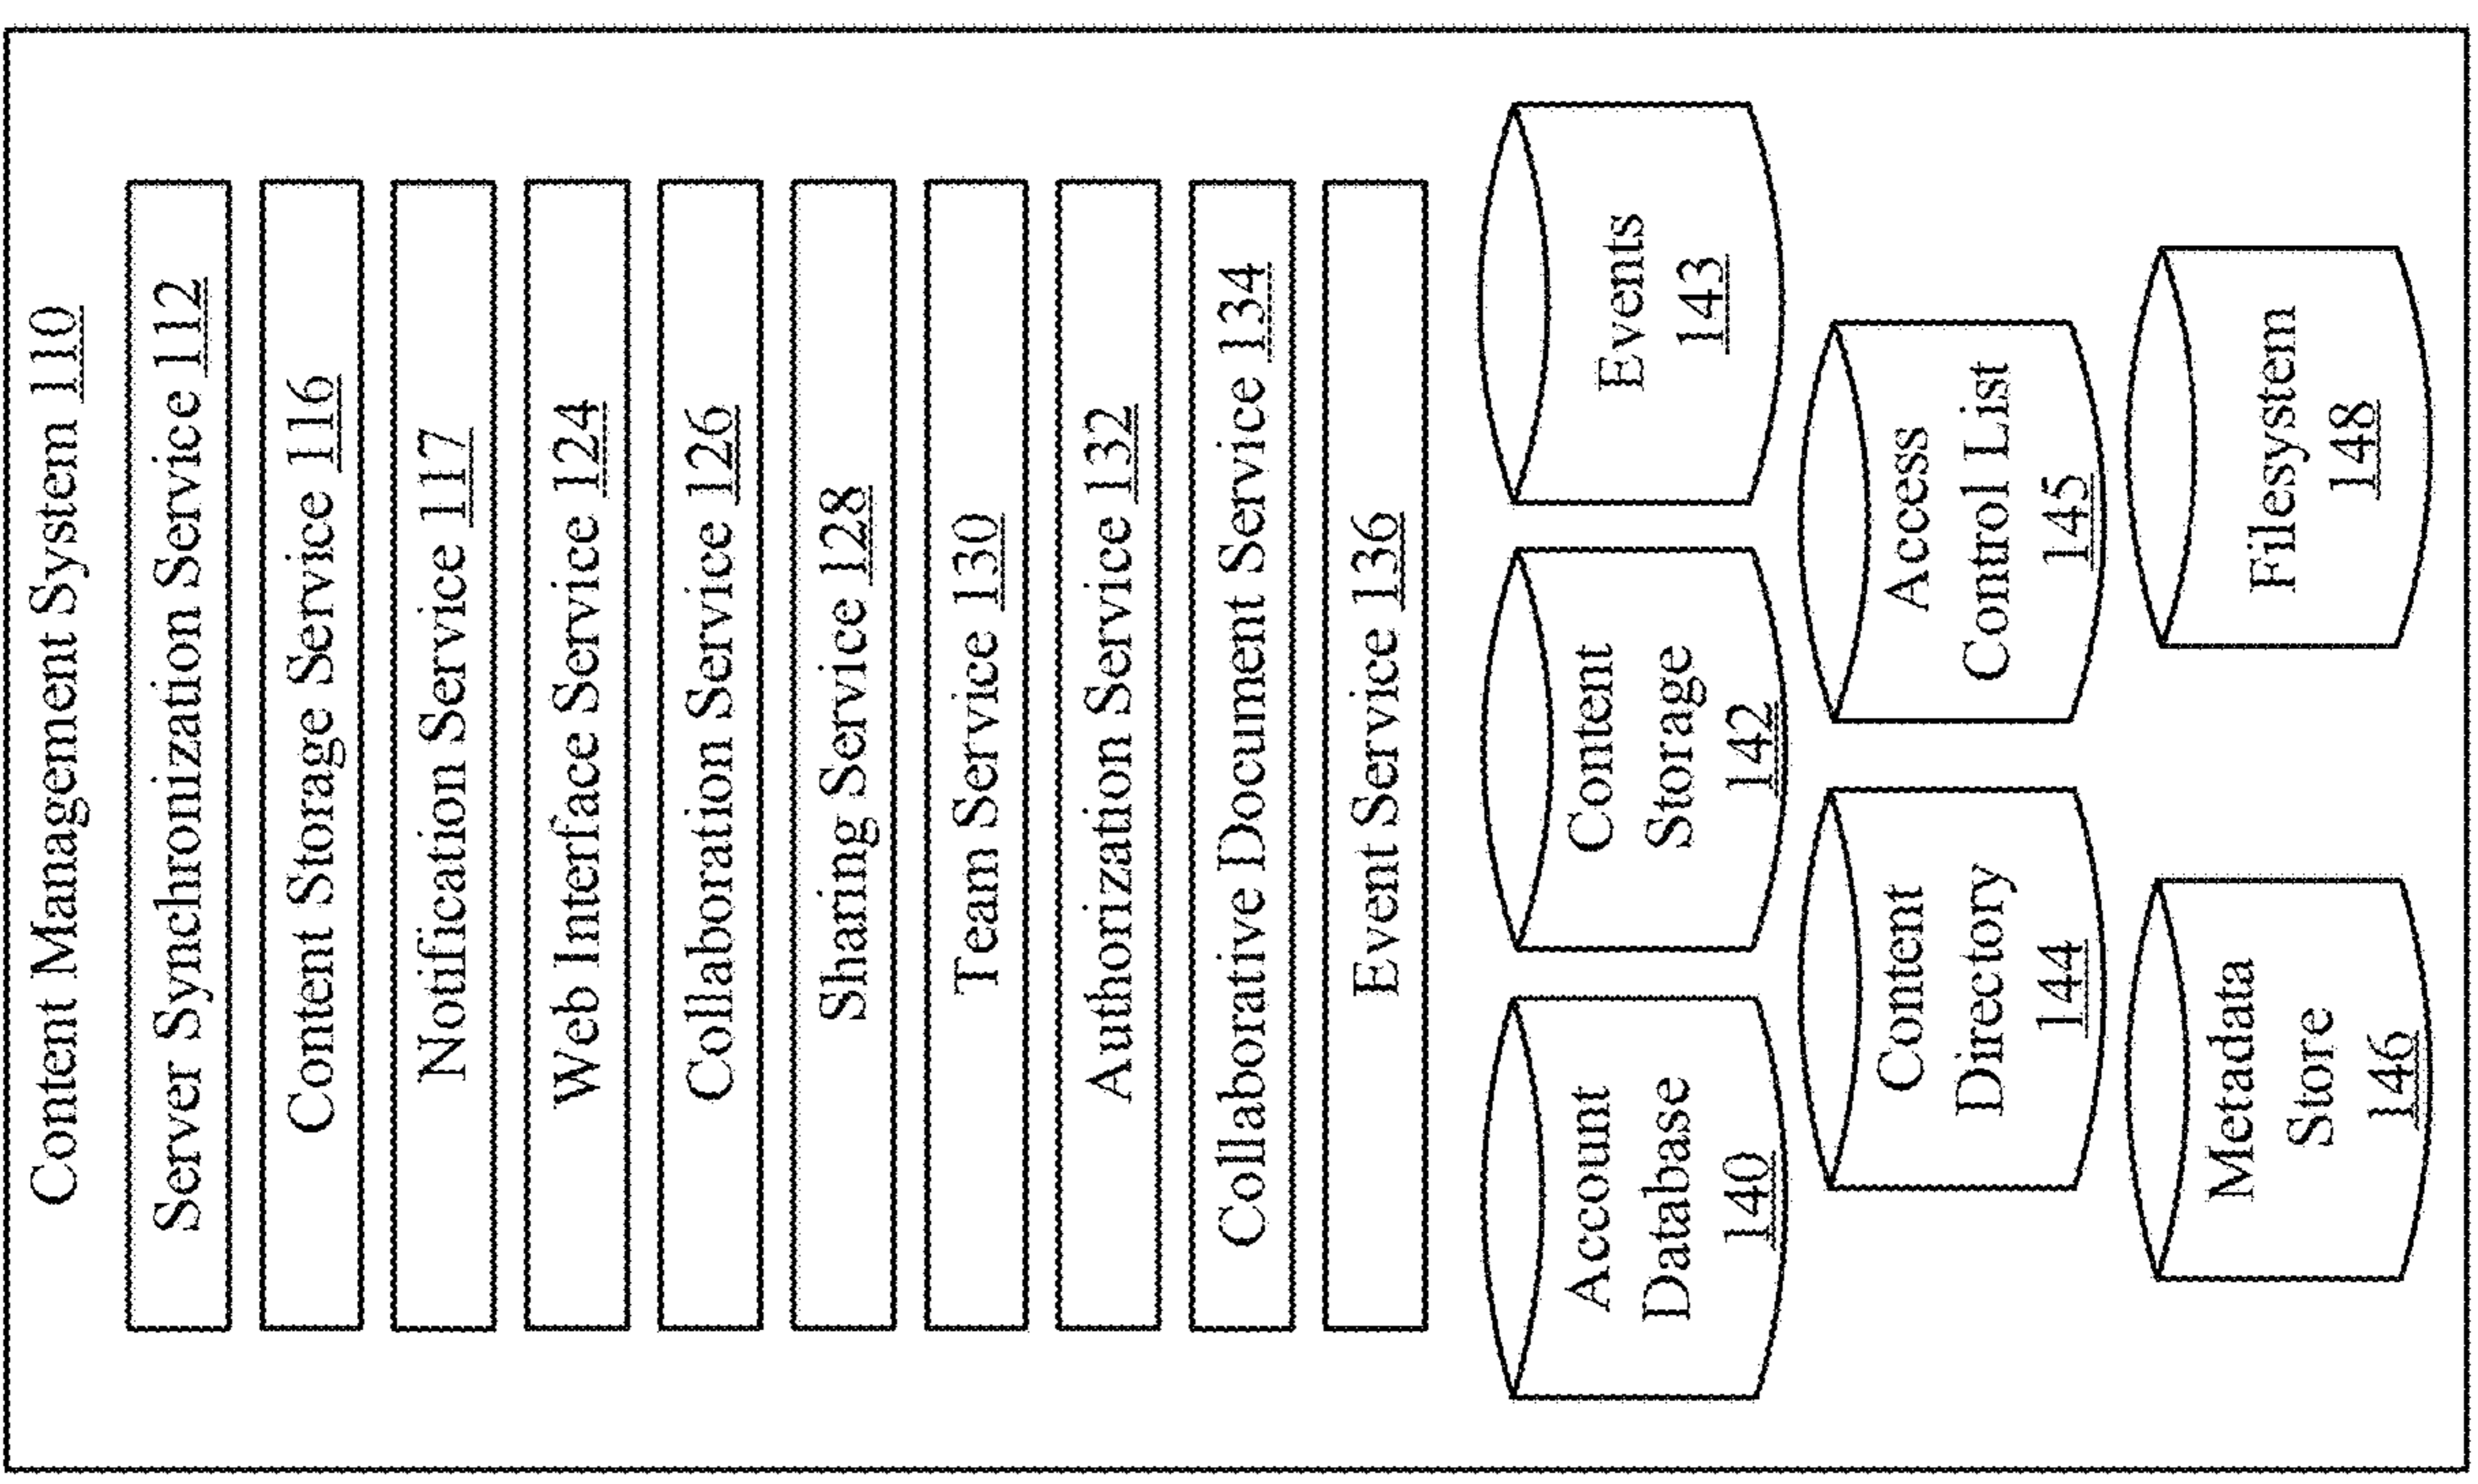 Content Management System 110
Server Synchronization Service 112
Content Storage Service 116
Notification Service 117
Web Interface Service 124
Collaboration Service 126
Sharing Service 128
Team Service 130
Authorization Service 132
Collaborative Document Service 134
Event Service 136
Account
Database
140
Content
Storage
142
Events
143
Content
Directory
144
Access
Control List
145
Metadata
Store
146
Filesystem
148